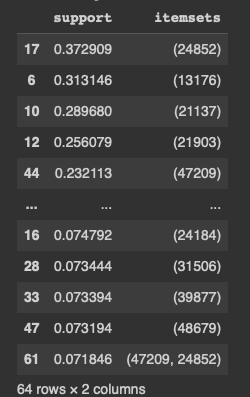 support itemsets
17 0.372909 (24852)
6 0.313146 (13176)
10 0.289680 (21137)
12 0.256079 (21903)
44 0.232113 (47209)
... ... ...
16 0.074792 (24184)
28 0.073444 (31506)
33 0.073394 (39877)
47 0.073194 (48679)
61 0.071846 (47209, 24852)
64 rows × 2 columns